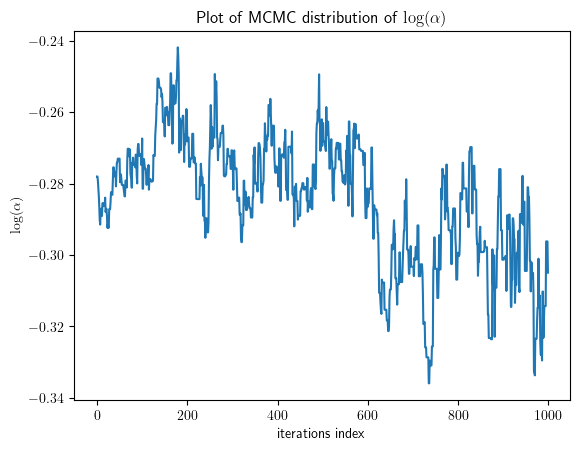 Plot of MCMC distribution of log(α)
−0.24
−0.26
−0.28
−0.30
−0.32
−0.34
log(α)
0 200 400 600 800 1000
iterations index